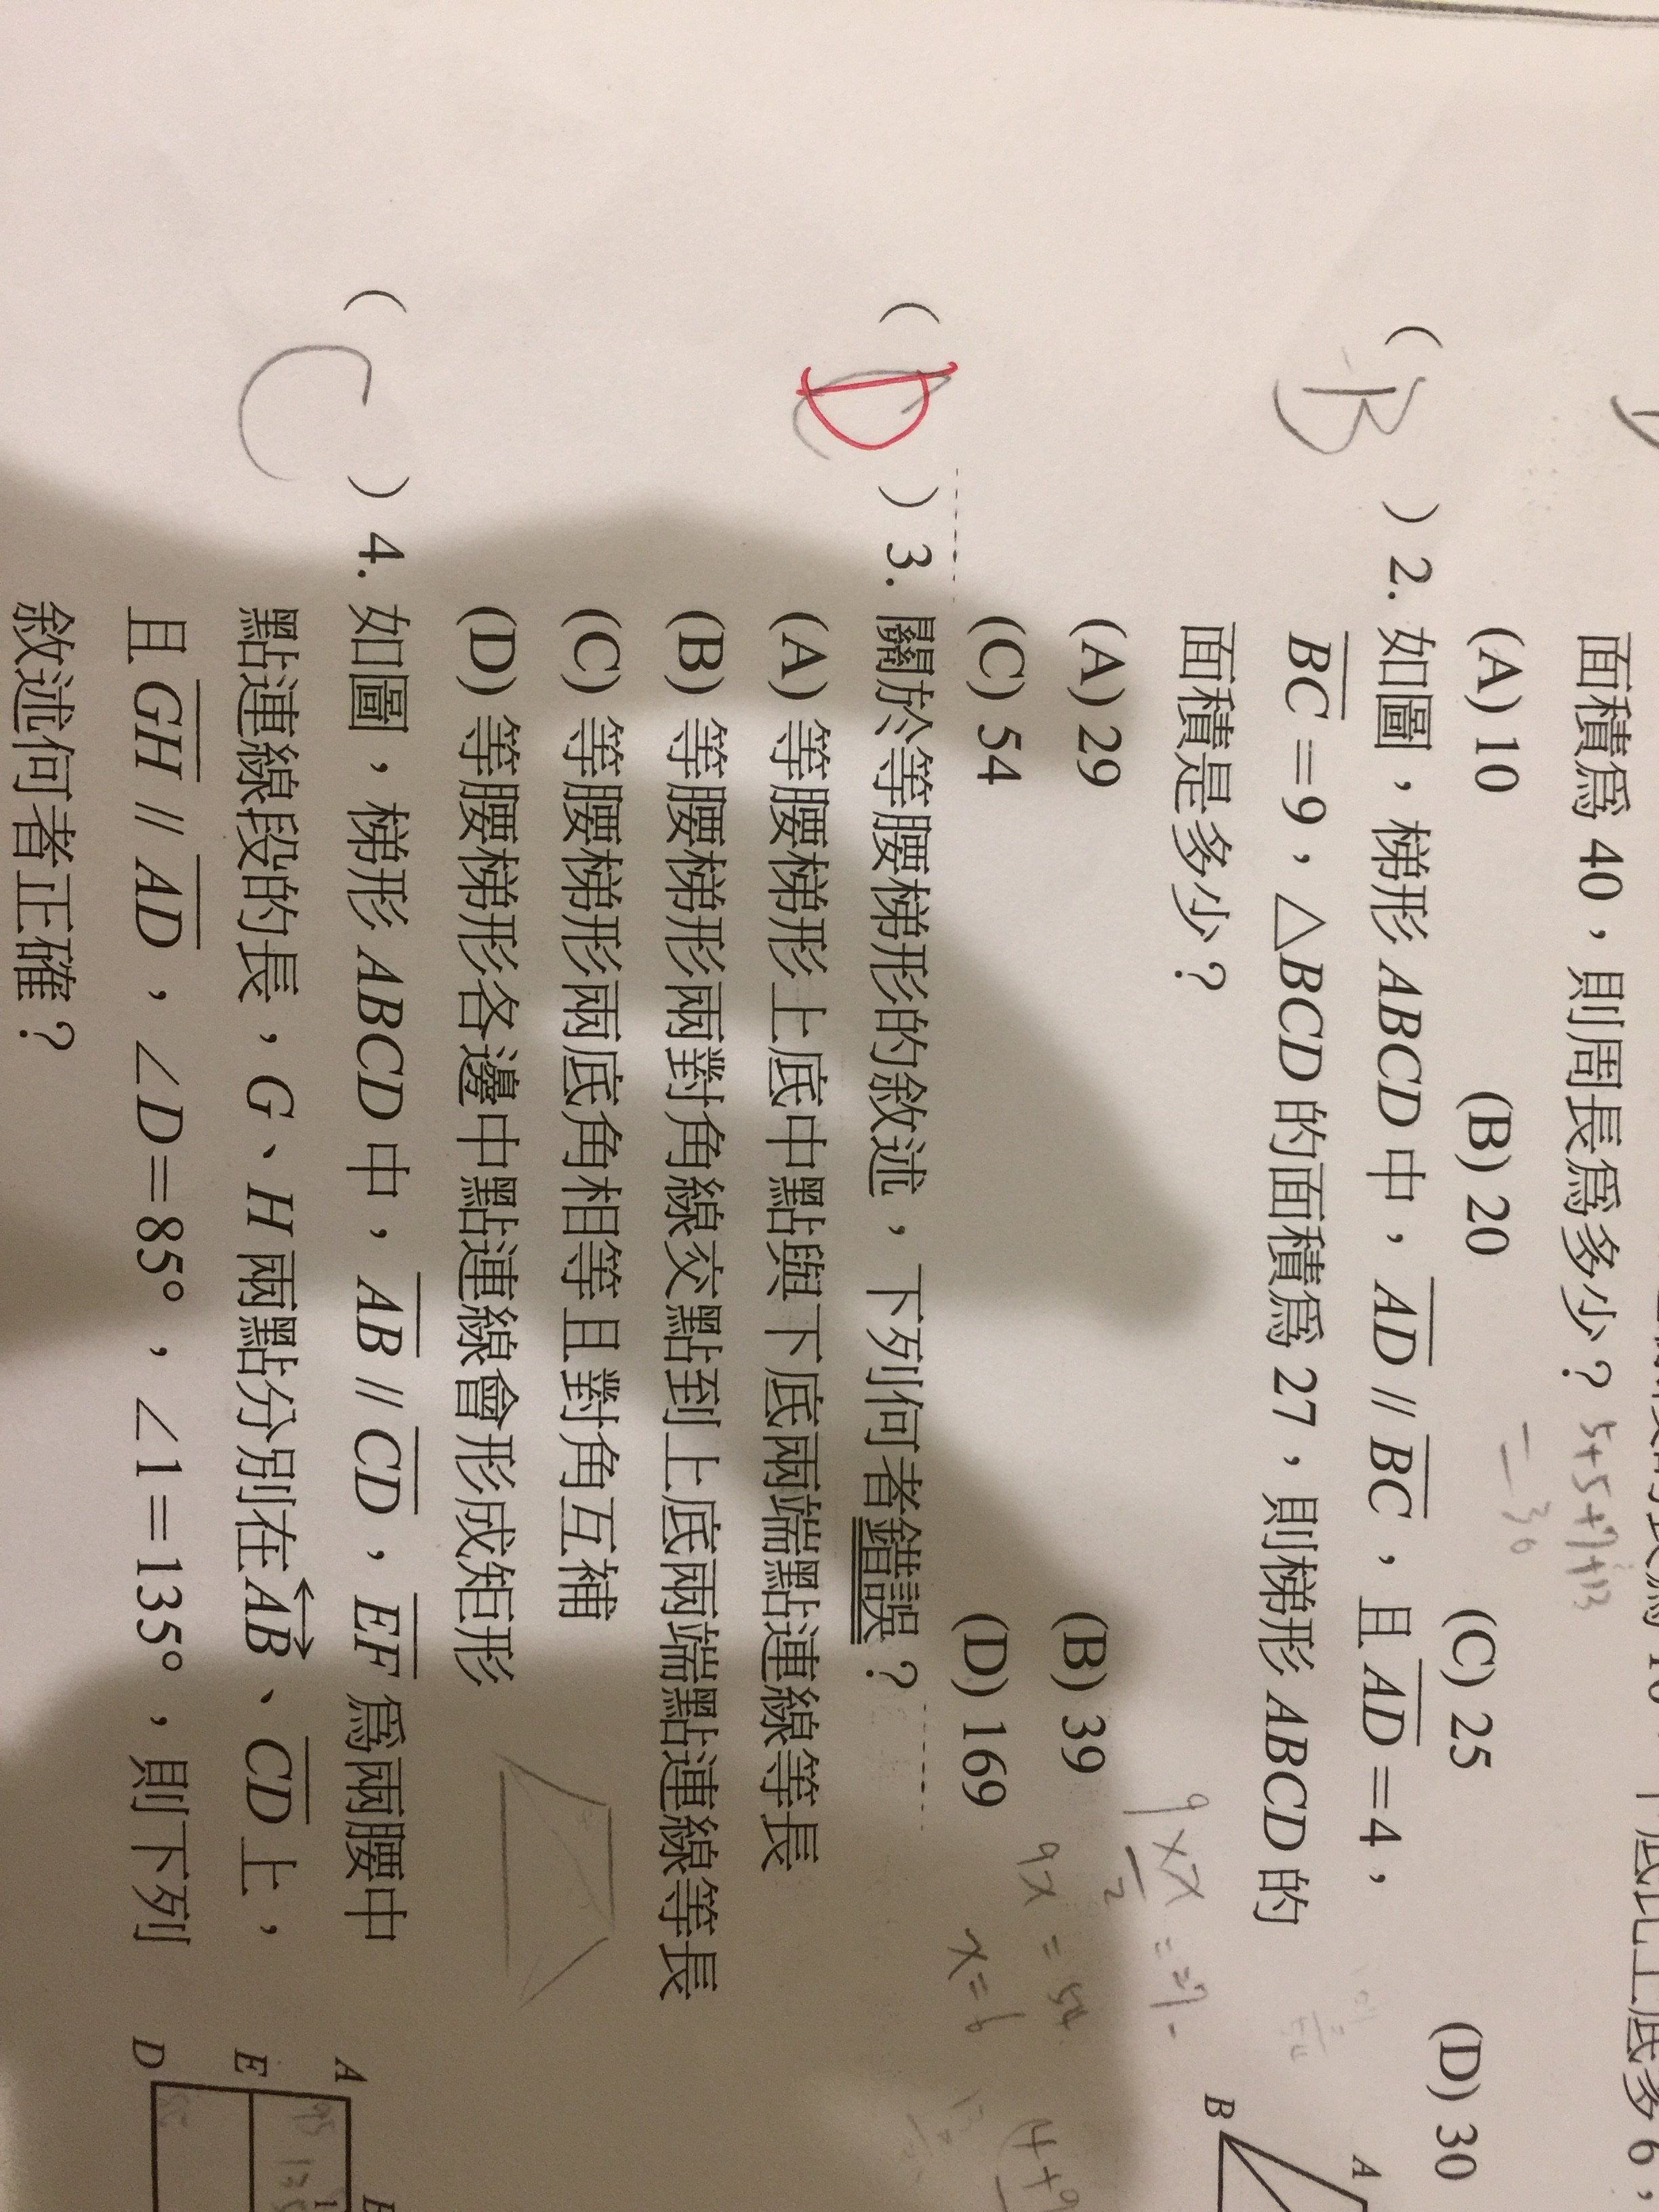 面積為 40，則周長為多少？ 5+5+7+13
=30
(A) 10 (B) 20 (C) 25 (D) 30
( B ) 2. 如圖，梯形 ABCD 中，AD // BC，且 AD=4，
BC=9，△BCD 的面積為 27，則梯形 ABCD 的
面積是多少？
(A) 29 (B) 39
(C) 54 (D) 169
9×x/2=27
9x=54
x=6
B
A
( D ) 3. 關於等腰梯形的敘述，下列何者錯誤？
(A) 等腰梯形上底中點與下底兩端點連線等長
(B) 等腰梯形兩對角線交點到上底兩端點連線等長
(C) 等腰梯形兩底角相等且對角互補
(D) 等腰梯形各邊中點連線會形成矩形
( C ) 4. 如圖，梯形 ABCD 中，AB // CD，EF 為兩腰中
點連線段的長，G、H 兩點分別在 AB、CD 上，
且 GH // AD，∠D=85°，∠1=135°，則下列
敘述何者正確？
A
E
D